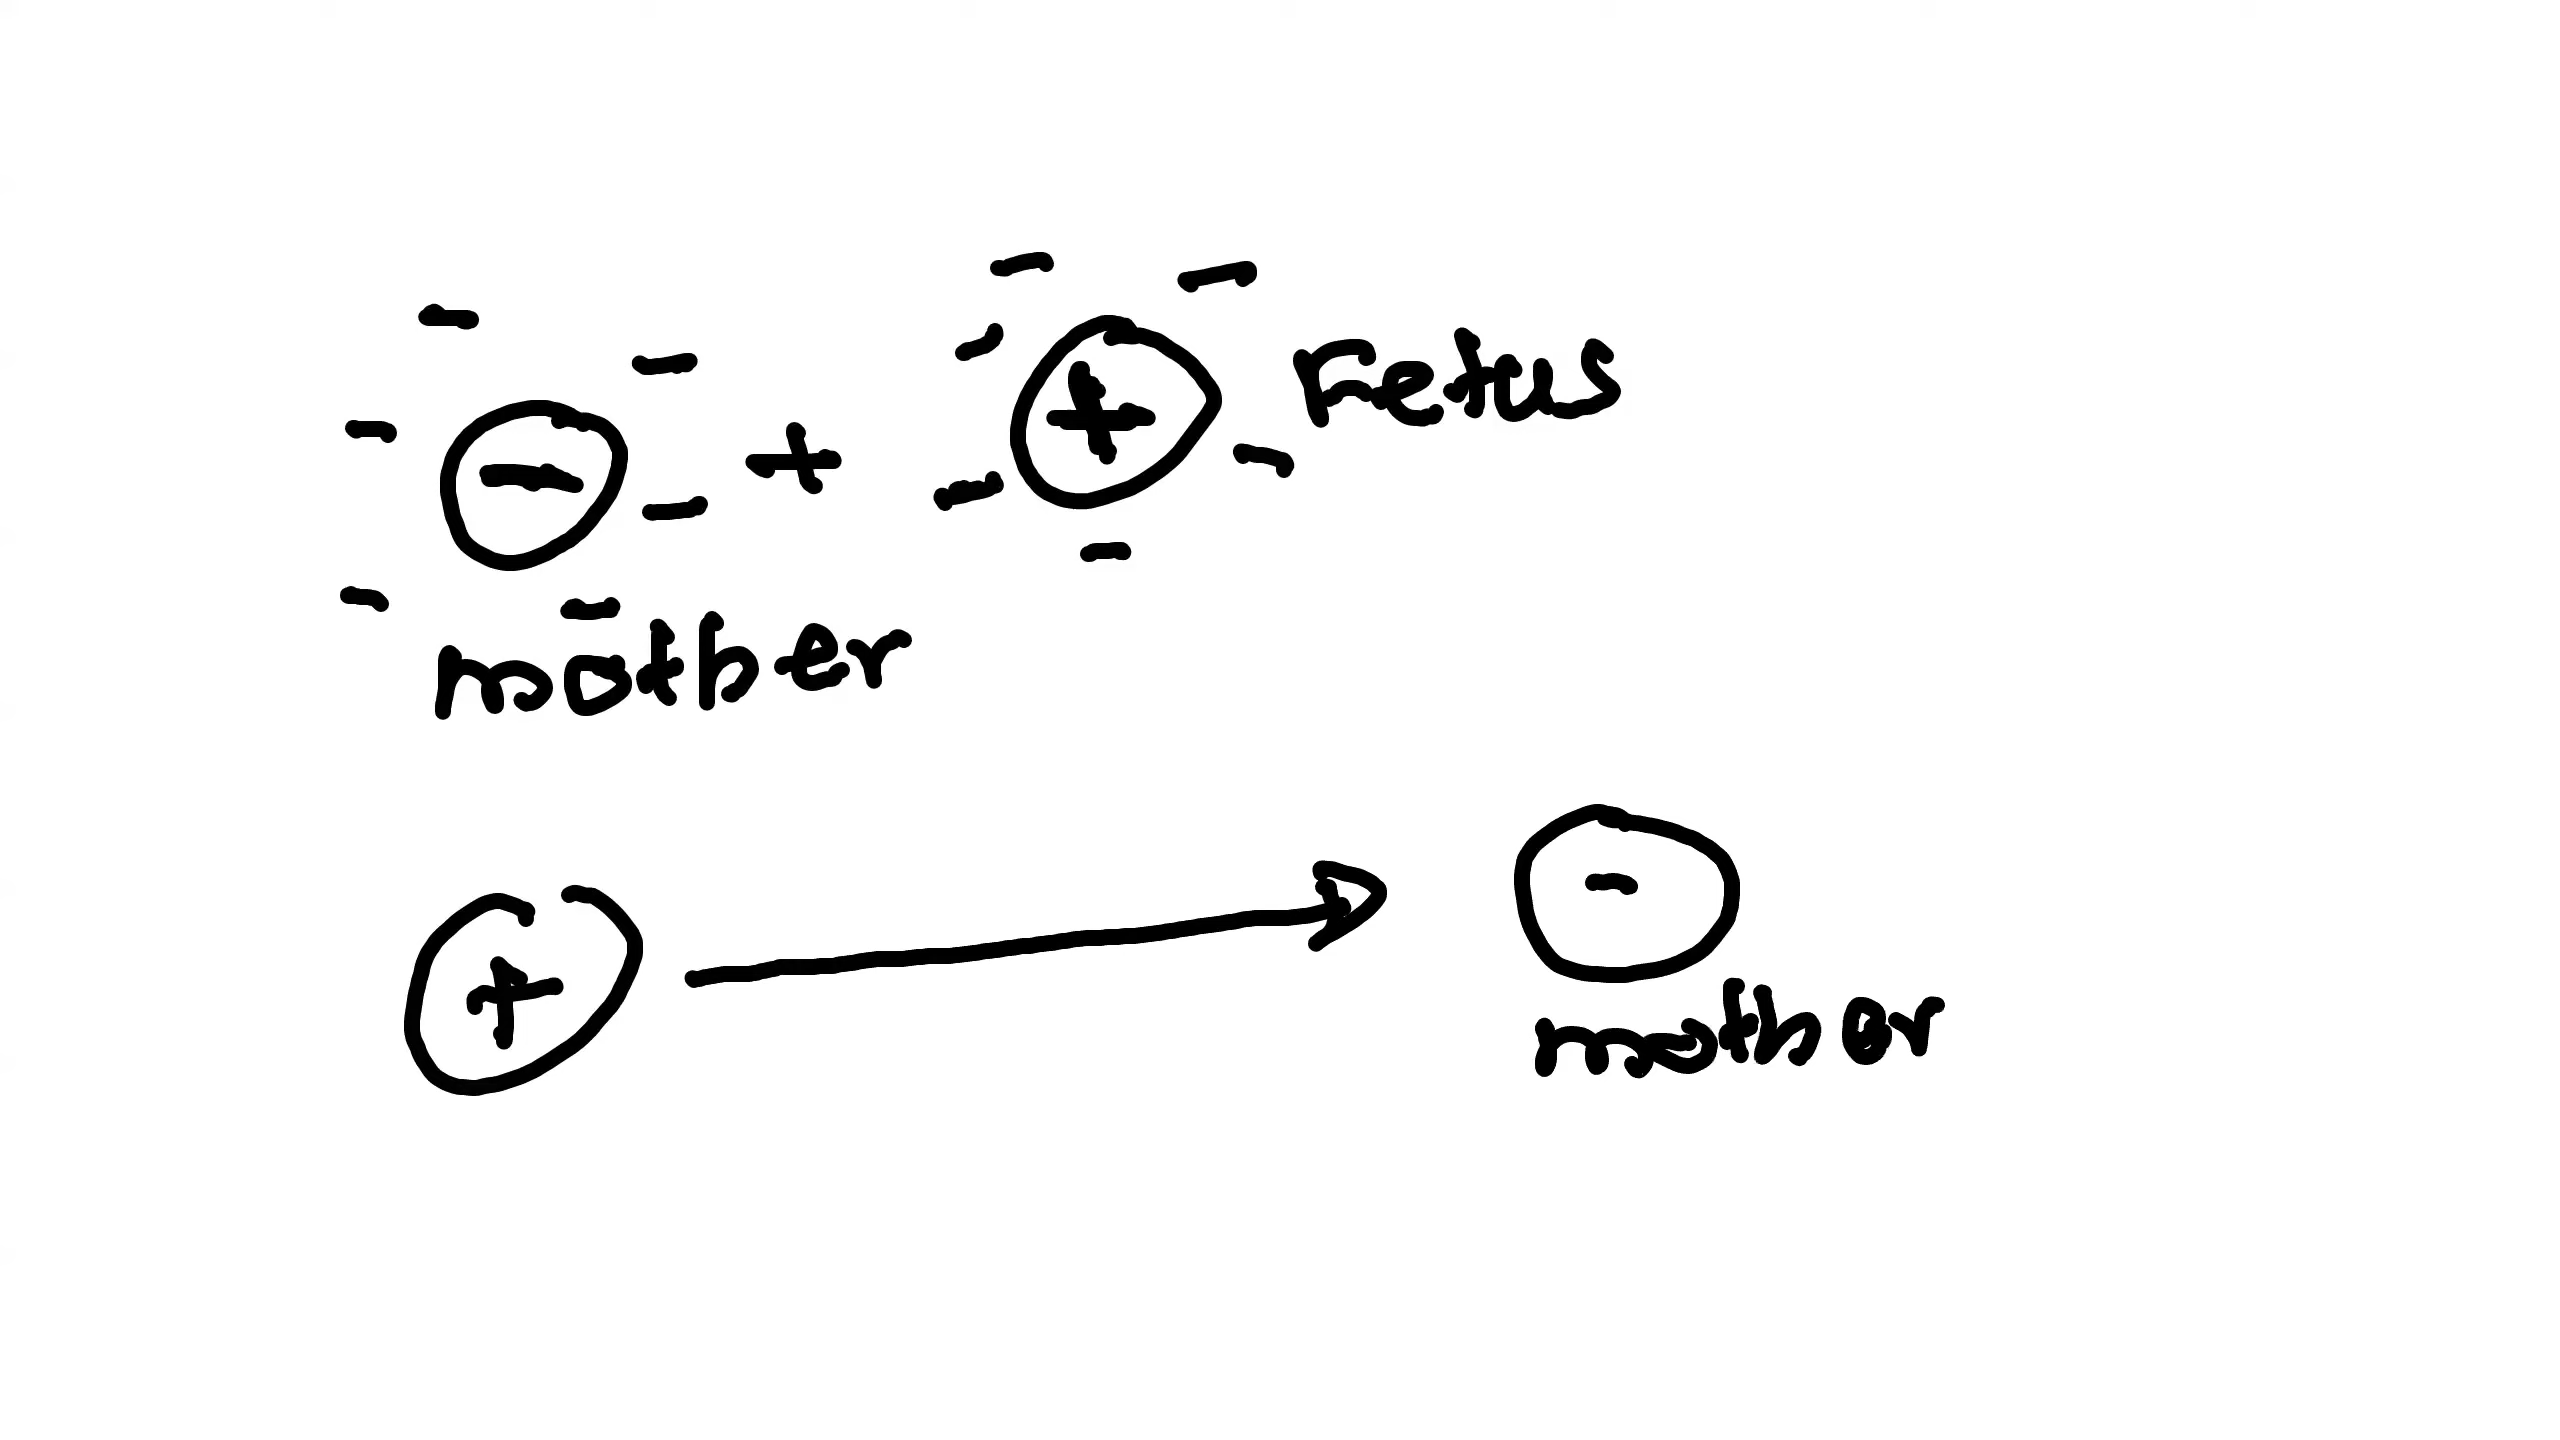 - + + Fetus
mother
+ → -
mother